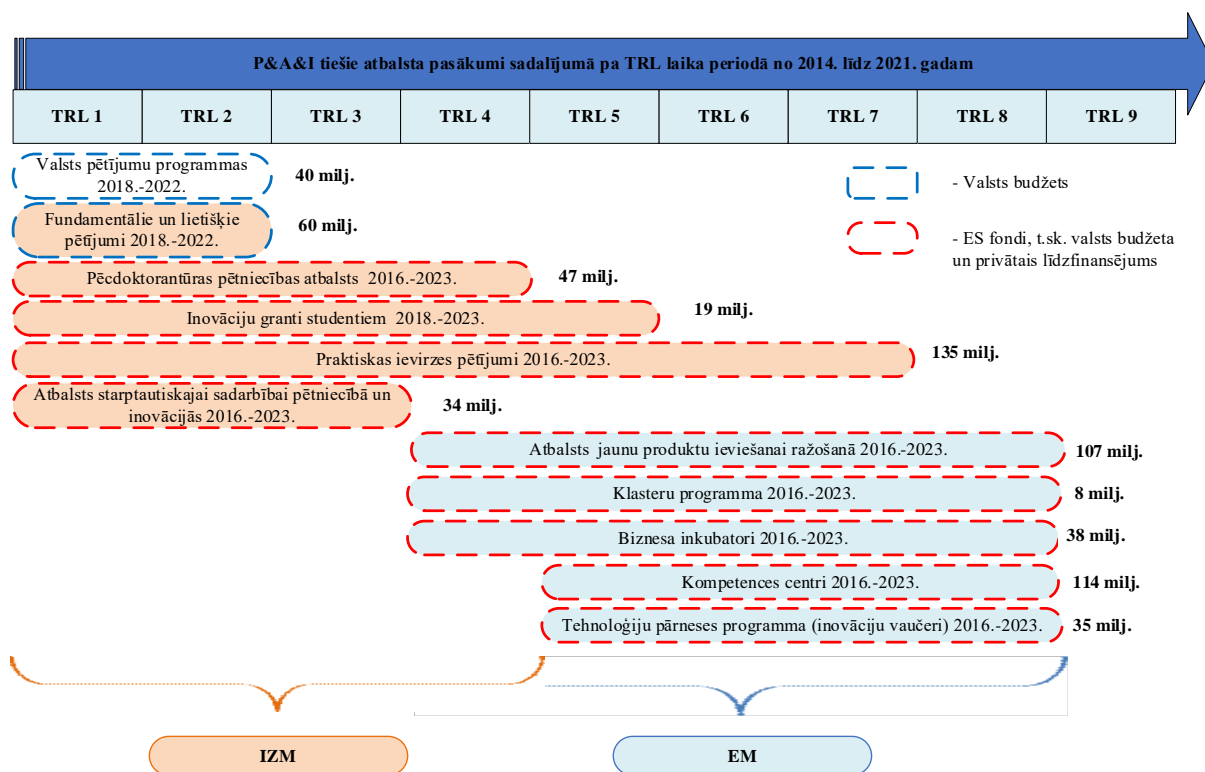 P&A&I tiešie atbalsta pasākumi sadalījumā pa TRL laika periodā no 2014. līdz 2021. gadam
TRL 1
TRL 2
TRL 3
TRL 4
TRL 5
TRL 6
TRL 7
TRL 8
TRL 9
Valsts pētījumu programmas
2018.-2022.
40 milj.
- Valsts budžets
Fundamentālie un lietišķie
pētījumi 2018.-2022.
60 milj.
- ES fondi, t.sk. valsts budžeta
un privātais līdzfinansējums
Pēcdoktorantūras pētniecības atbalsts 2016.-2023.
47 milj.
Inovāciju granti studentiem 2018.-2023.
19 milj.
Praktiskas ievirzes pētījumi 2016.-2023.
135 milj.
Atbalsts starptautiskajai sadarbībai pētniecībā un
inovācijās 2016.-2023.
34 milj.
Atbalsts jaunu produktu ieviešanai ražošanā 2016.-2023.
107 milj.
Klasteru programma 2016.-2023.
8 milj.
Biznesa inkubatori 2016.-2023.
38 milj.
Kompetences centri 2016.-2023.
114 milj.
Tehnoloģiju pārneses programma (inovāciju vaučeri) 2016.-2023.
35 milj.
IZM
EM